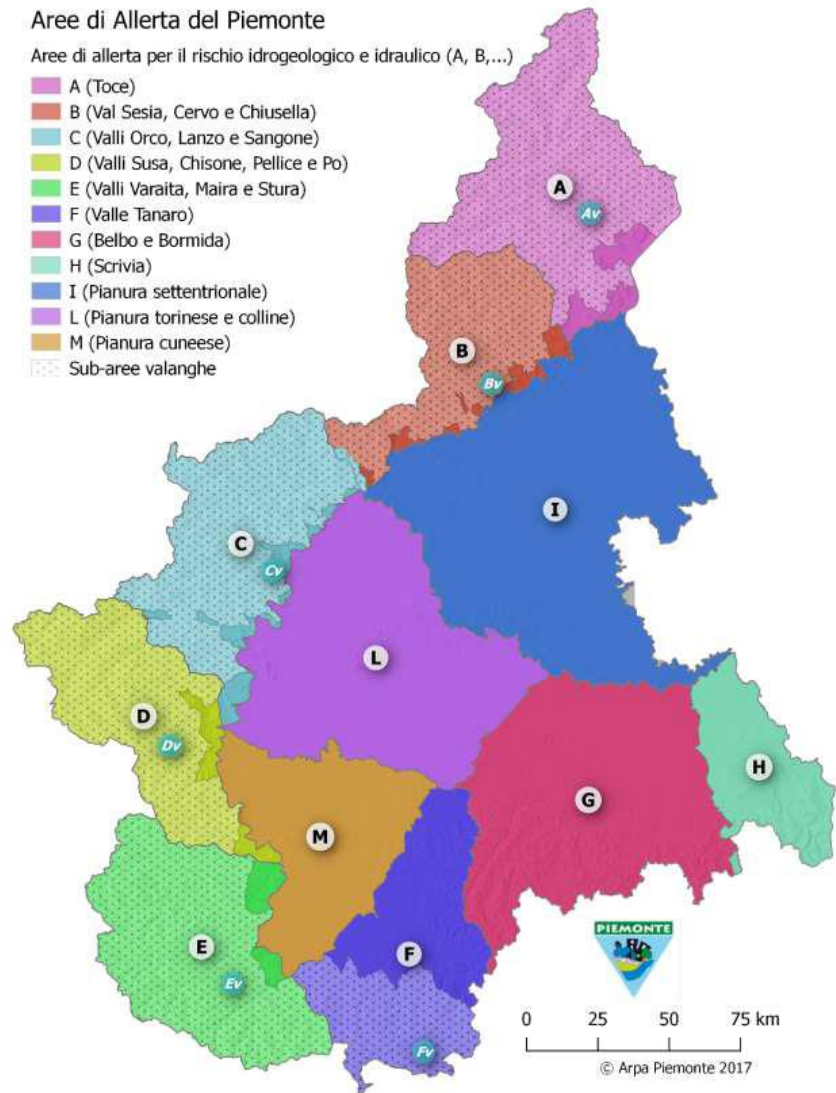 Aree di Allerta del Piemonte
Aree di allerta per il rischio idrogeologico e idraulico (A, B,...)
A (Toce)
B (Val Sesia, Cervo e Chiusella)
C (Valli Orco, Lanzo e Sangone)
D (Valli Susa, Chisone, Pellice e Po)
E (Valli Varaita, Maira e Stura)
F (Valle Tanaro)
G (Belbo e Bormida)
H (Scrivia)
I (Pianura settentrionale)
L (Pianura torinese e colline)
M (Pianura cuneese)
Sub-aree valanghe
A
Av
B
Bv
I
C
Cv
L
D
Dv
H
G
M
E
Ev
F
Fv
PIEMONTE
0 25 50 75 km
© Arpa Piemonte 2017